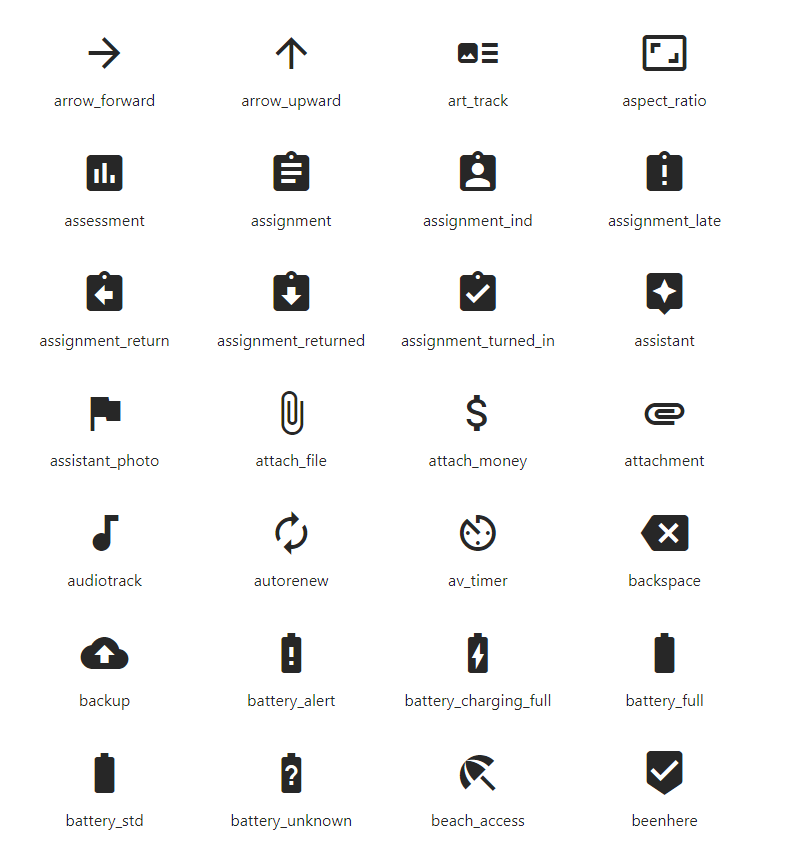 arrow_forward arrow_upward art_track aspect_ratio
assessment assignment assignment_ind assignment_late
assignment_return assignment_returned assignment_turned_in assistant
assistant_photo attach_file attach_money attachment
audiotrack autorenew av_timer backspace
backup battery_alert battery_charging_full battery_full
battery_std battery_unknown beach_access beenhere